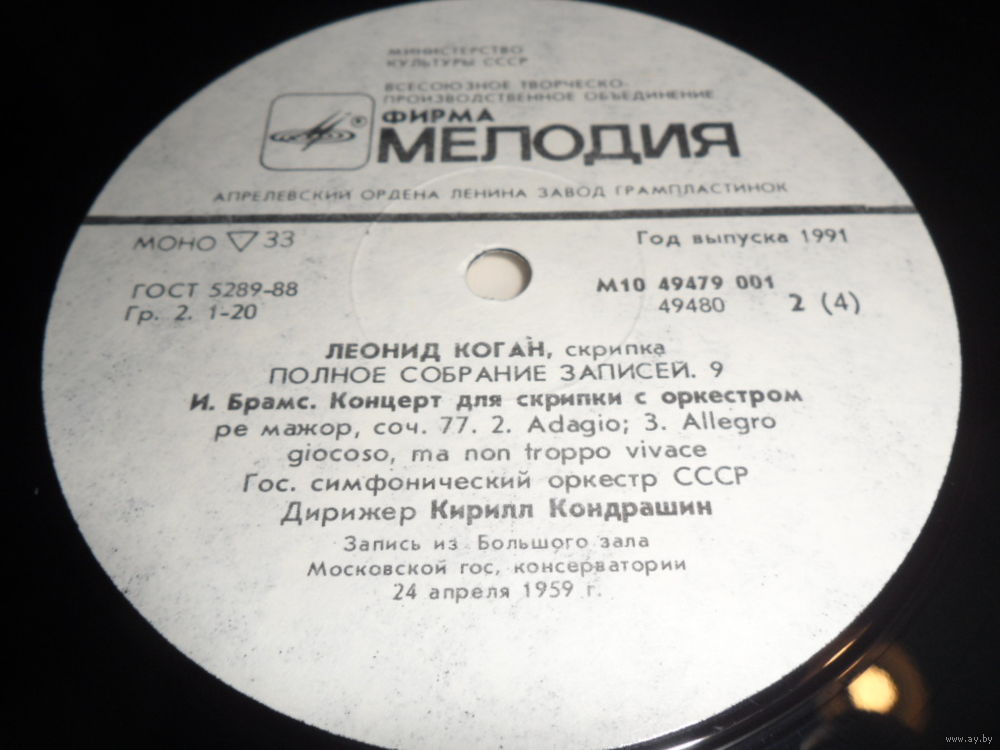 МИНИСТЕРСТВО
КУЛЬТУРЫ СССР
ВСЕСОЮЗНОЕ ТВОРЧЕСКО-
ПРОИЗВОДСТВЕННОЕ ОБЪЕДИНЕНИЕ
®
ФИРМА
МЕЛОДИЯ
АПРЕЛЕВСКИЙ ОРДЕНА ЛЕНИНА ЗАВОД ГРАМПЛАСТИНОК
МОНО ▽ 33
Год выпуска 1991
ГОСТ 5289-88
Гр. 2. 1-20
М10 49479 001
49480 2 (4)
ЛЕОНИД КОГАН, скрипка
ПОЛНОЕ СОБРАНИЕ ЗАПИСЕЙ. 9
И. Брамс. Концерт для скрипки с оркестром
ре мажор, соч. 77. 2. Adagio; 3. Allegro
giocoso, ma non troppo vivace
Гос. симфонический оркестр СССР
Дирижер Кирилл Кондрашин
Запись из Большого зала
Московской гос. консерватории
24 апреля 1959 г.
www.ay.by